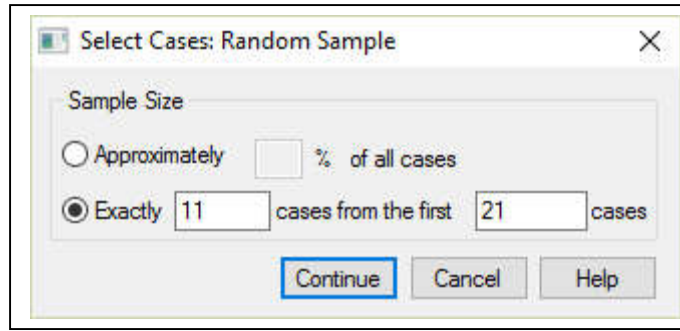 Select Cases: Random Sample
Sample Size
Approximately % of all cases
Exactly 11 cases from the first 21 cases
Continue Cancel Help